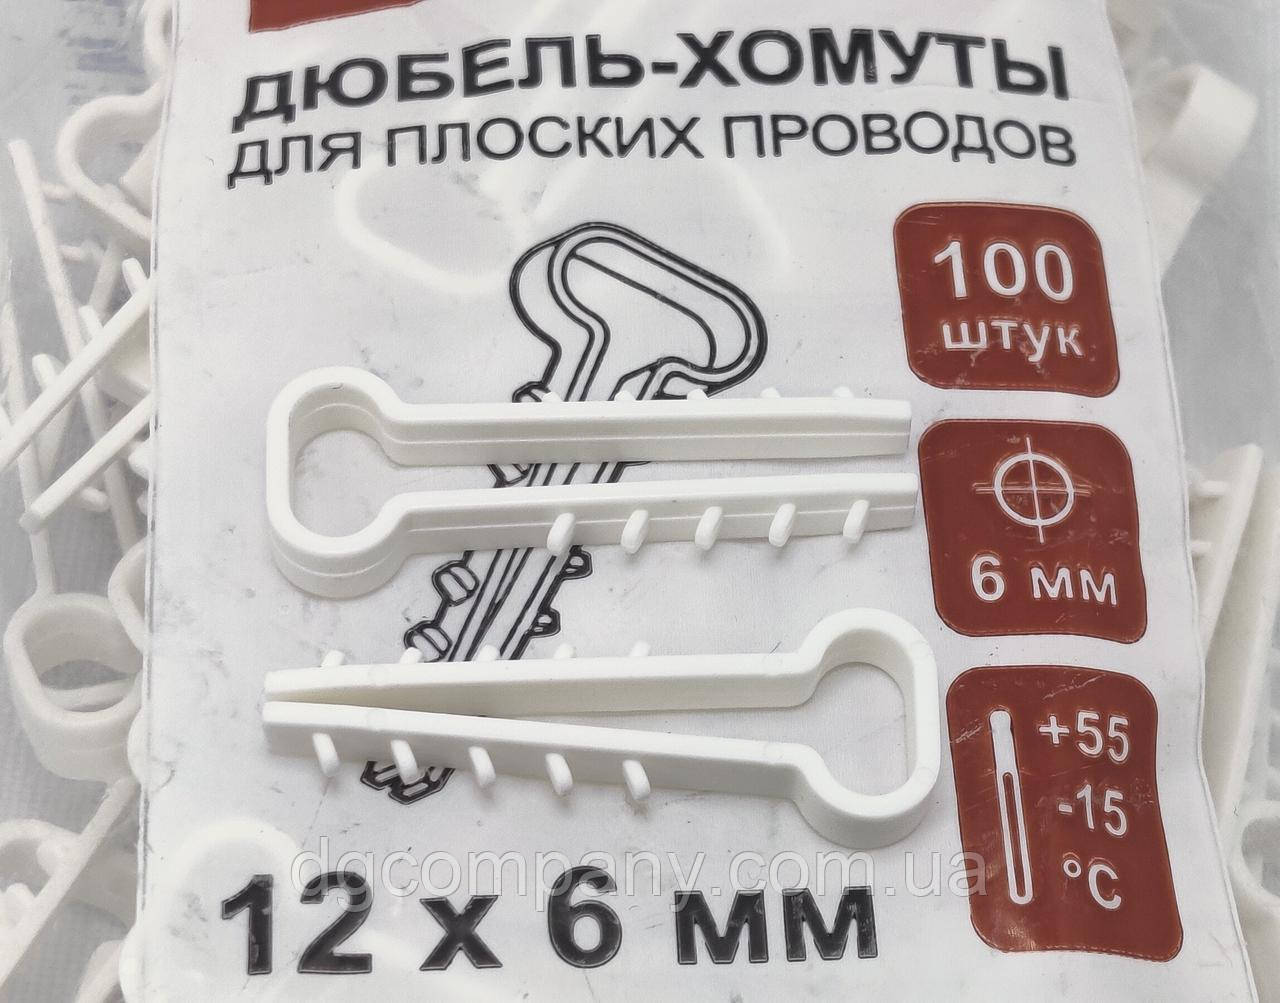 ДЮБЕЛЬ-ХОМУТЫ
ДЛЯ ПЛОСКИХ ПРОВОДОВ
100
штук
6 мм
+55
-15
°C
12 x 6 мм
dgcompany.com.ua